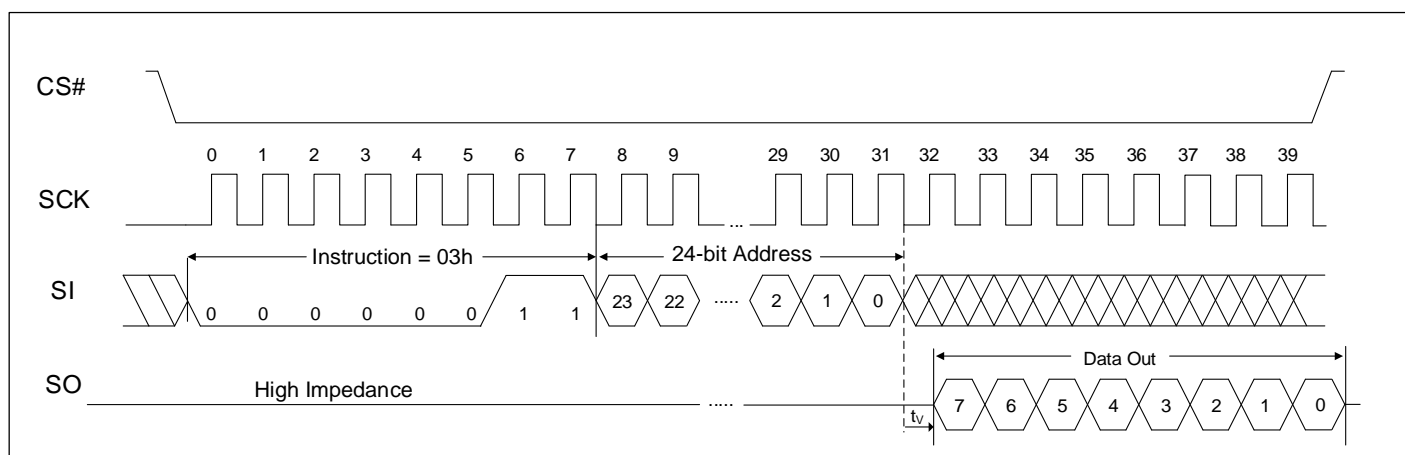 CS#
0 1 2 3 4 5 6 7 8 9 29 30 31 32 33 34 35 36 37 38 39
SCK
...
Instruction = 03h 24-bit Address
SI
23 22 ..... 2 1 0
0 0 0 0 0 0 1 1
Data Out
SO
High Impedance ..... 7 6 5 4 3 2 1 0
tV